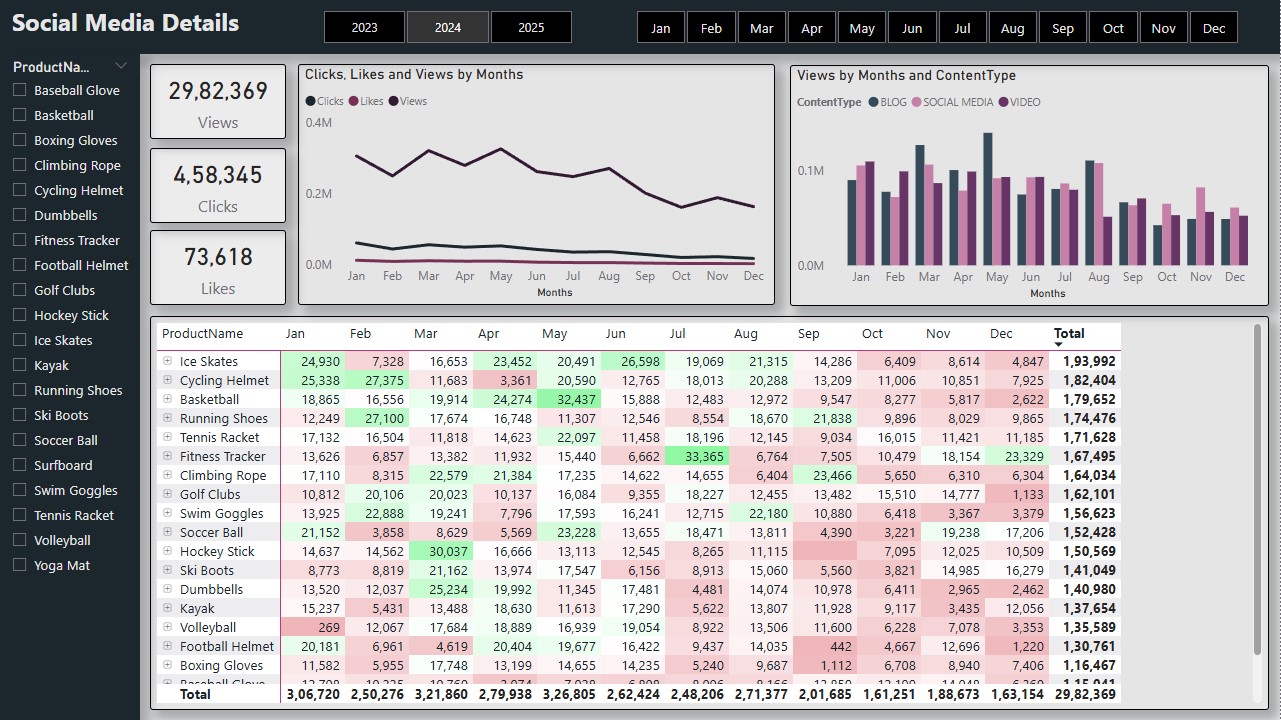 Social Media Details
2023 2024 2025
Jan Feb Mar Apr May Jun Jul Aug Sep Oct Nov Dec
ProductNa...
Baseball Glove
Basketball
Boxing Gloves
Climbing Rope
Cycling Helmet
Dumbbells
Fitness Tracker
Football Helmet
Golf Clubs
Hockey Stick
Ice Skates
Kayak
Running Shoes
Ski Boots
Soccer Ball
Surfboard
Swim Goggles
Tennis Racket
Volleyball
Yoga Mat
29,82,369
Views
4,58,345
Clicks
73,618
Likes
Clicks, Likes and Views by Months
Clicks Likes Views
0.4M
0.2M
0.0M
Jan Feb Mar Apr May Jun Jul Aug Sep Oct Nov Dec
Months
Views by Months and ContentType
ContentType BLOG SOCIAL MEDIA VIDEO
0.1M
0.0M
Jan Feb Mar Apr May Jun Jul Aug Sep Oct Nov Dec
Months
ProductName Jan Feb Mar Apr May Jun Jul Aug Sep Oct Nov Dec Total
Ice Skates 24,930 7,328 16,653 23,452 20,491 26,598 19,069 21,315 14,286 6,409 8,614 4,847 1,93,992
Cycling Helmet 25,338 27,375 11,683 3,361 20,590 12,765 18,013 20,288 13,209 11,006 10,851 7,925 1,82,404
Basketball 18,865 16,556 19,914 24,274 32,437 15,888 12,483 12,972 9,547 8,277 5,817 2,622 1,79,652
Running Shoes 12,249 27,100 17,674 16,748 11,307 12,546 8,554 18,670 21,838 9,896 8,029 9,865 1,74,476
Tennis Racket 17,132 16,504 11,818 14,623 22,097 11,458 18,196 12,145 9,034 16,015 11,421 11,185 1,71,628
Fitness Tracker 13,626 6,857 13,382 11,932 15,440 6,662 33,365 6,764 7,505 10,479 18,154 23,329 1,67,495
Climbing Rope 17,110 8,315 22,579 21,384 17,235 14,622 14,655 6,404 23,466 5,650 6,310 6,304 1,64,034
Golf Clubs 10,812 20,106 20,023 10,137 16,084 9,355 18,227 12,455 13,482 15,510 14,777 1,133 1,62,101
Swim Goggles 13,925 22,888 19,241 7,796 17,593 16,241 12,715 22,180 10,880 6,418 3,367 3,379 1,56,623
Soccer Ball 21,152 3,858 8,629 5,569 23,228 13,655 18,471 13,811 4,390 3,221 19,238 17,206 1,52,428
Hockey Stick 14,637 14,562 30,037 16,666 13,113 12,545 8,265 11,115 7,095 12,025 10,509 1,50,569
Ski Boots 8,773 8,819 21,162 13,974 17,547 6,156 8,913 15,060 5,560 3,821 14,985 16,279 1,41,049
Dumbbells 13,520 12,037 25,234 19,992 11,345 17,481 4,481 14,074 10,978 6,411 2,965 2,462 1,40,980
Kayak 15,237 5,431 13,488 18,630 11,613 17,290 5,622 13,807 11,928 9,117 3,435 12,056 1,37,654
Volleyball 269 12,067 17,684 18,889 16,939 19,054 8,922 13,506 11,600 6,228 7,078 3,353 1,35,589
Football Helmet 20,181 6,961 4,619 20,404 19,677 16,422 9,437 14,035 442 4,667 12,696 1,220 1,30,761
Boxing Gloves 11,582 5,955 17,748 13,199 14,655 14,235 5,240 9,687 1,112 6,708 8,940 7,406 1,16,467
Baseball Glove
Total 3,06,720 2,50,276 3,21,860 2,79,938 3,26,805 2,62,424 2,48,206 2,71,377 2,01,685 1,61,251 1,88,673 1,63,154 29,82,369